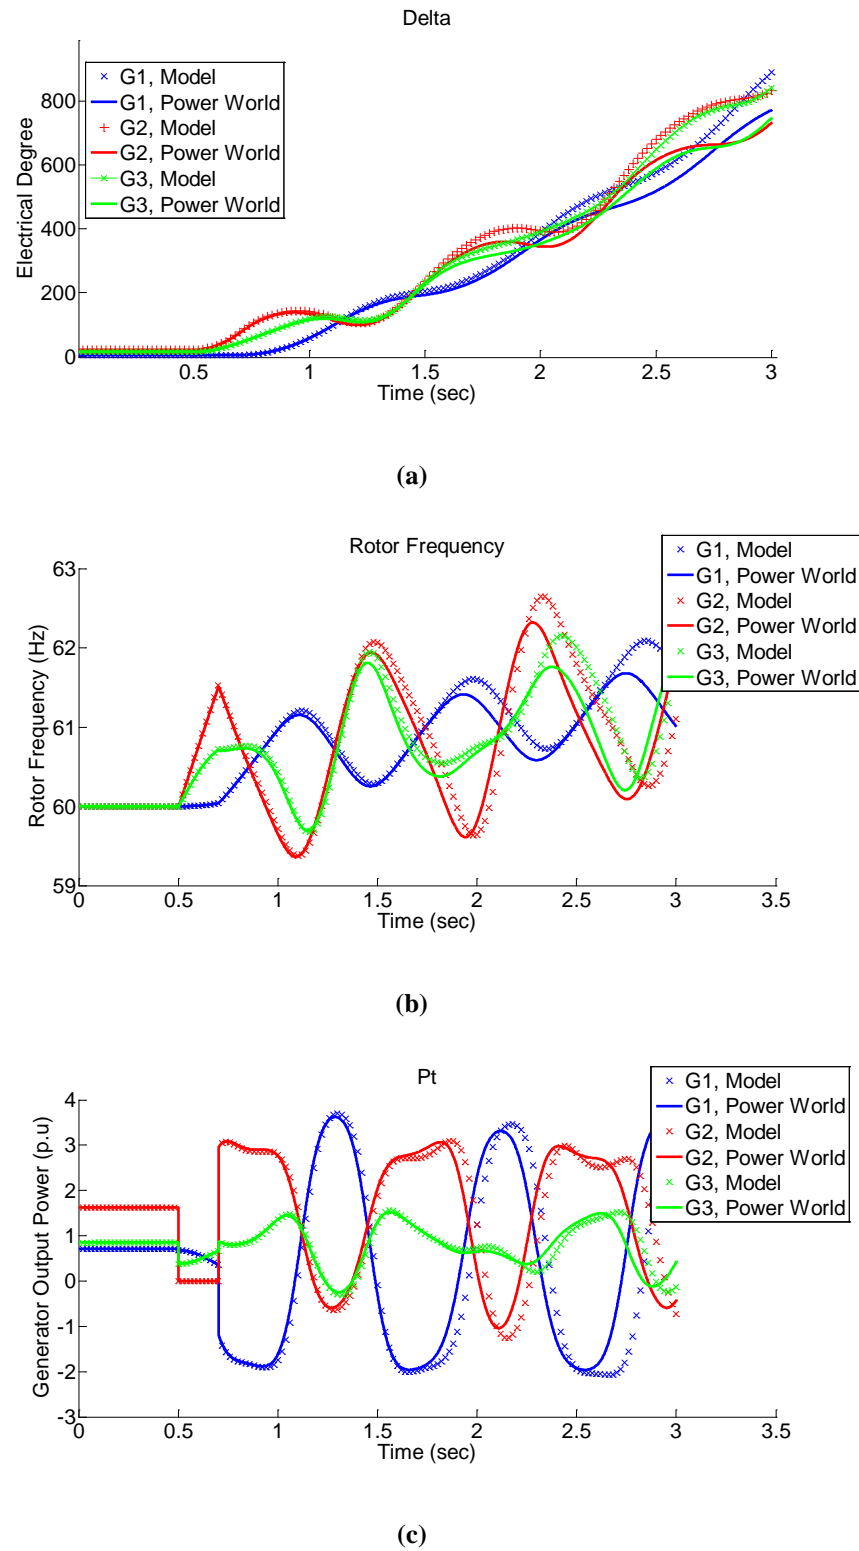 Delta
G1, Model
G1, Power World
G2, Model
G2, Power World
G3, Model
G3, Power World
800
600
400
200
0
Electrical Degree
0.5 1 1.5 2 2.5 3
Time (sec)
(a)
Rotor Frequency
G1, Model
G1, Power World
G2, Model
G2, Power World
G3, Model
G3, Power World
63
62
61
60
59
Rotor Frequency (Hz)
0 0.5 1 1.5 2 2.5 3 3.5
Time (sec)
(b)
Pt
G1, Model
G1, Power World
G2, Model
G2, Power World
G3, Model
G3, Power World
4
3
2
1
0
-1
-2
-3
Generator Output Power (p.u)
0 0.5 1 1.5 2 2.5 3 3.5
Time (sec)
(c)